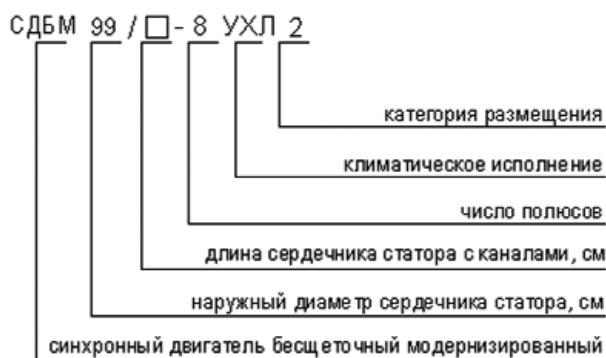 СДБМ 99 / □ - 8 УХЛ 2
категория размещения
климатическое исполнение
число полюсов
длина сердечника статора с каналами, см
наружный диаметр сердечника статора, см
синхронный двигатель бесщеточный модернизированный